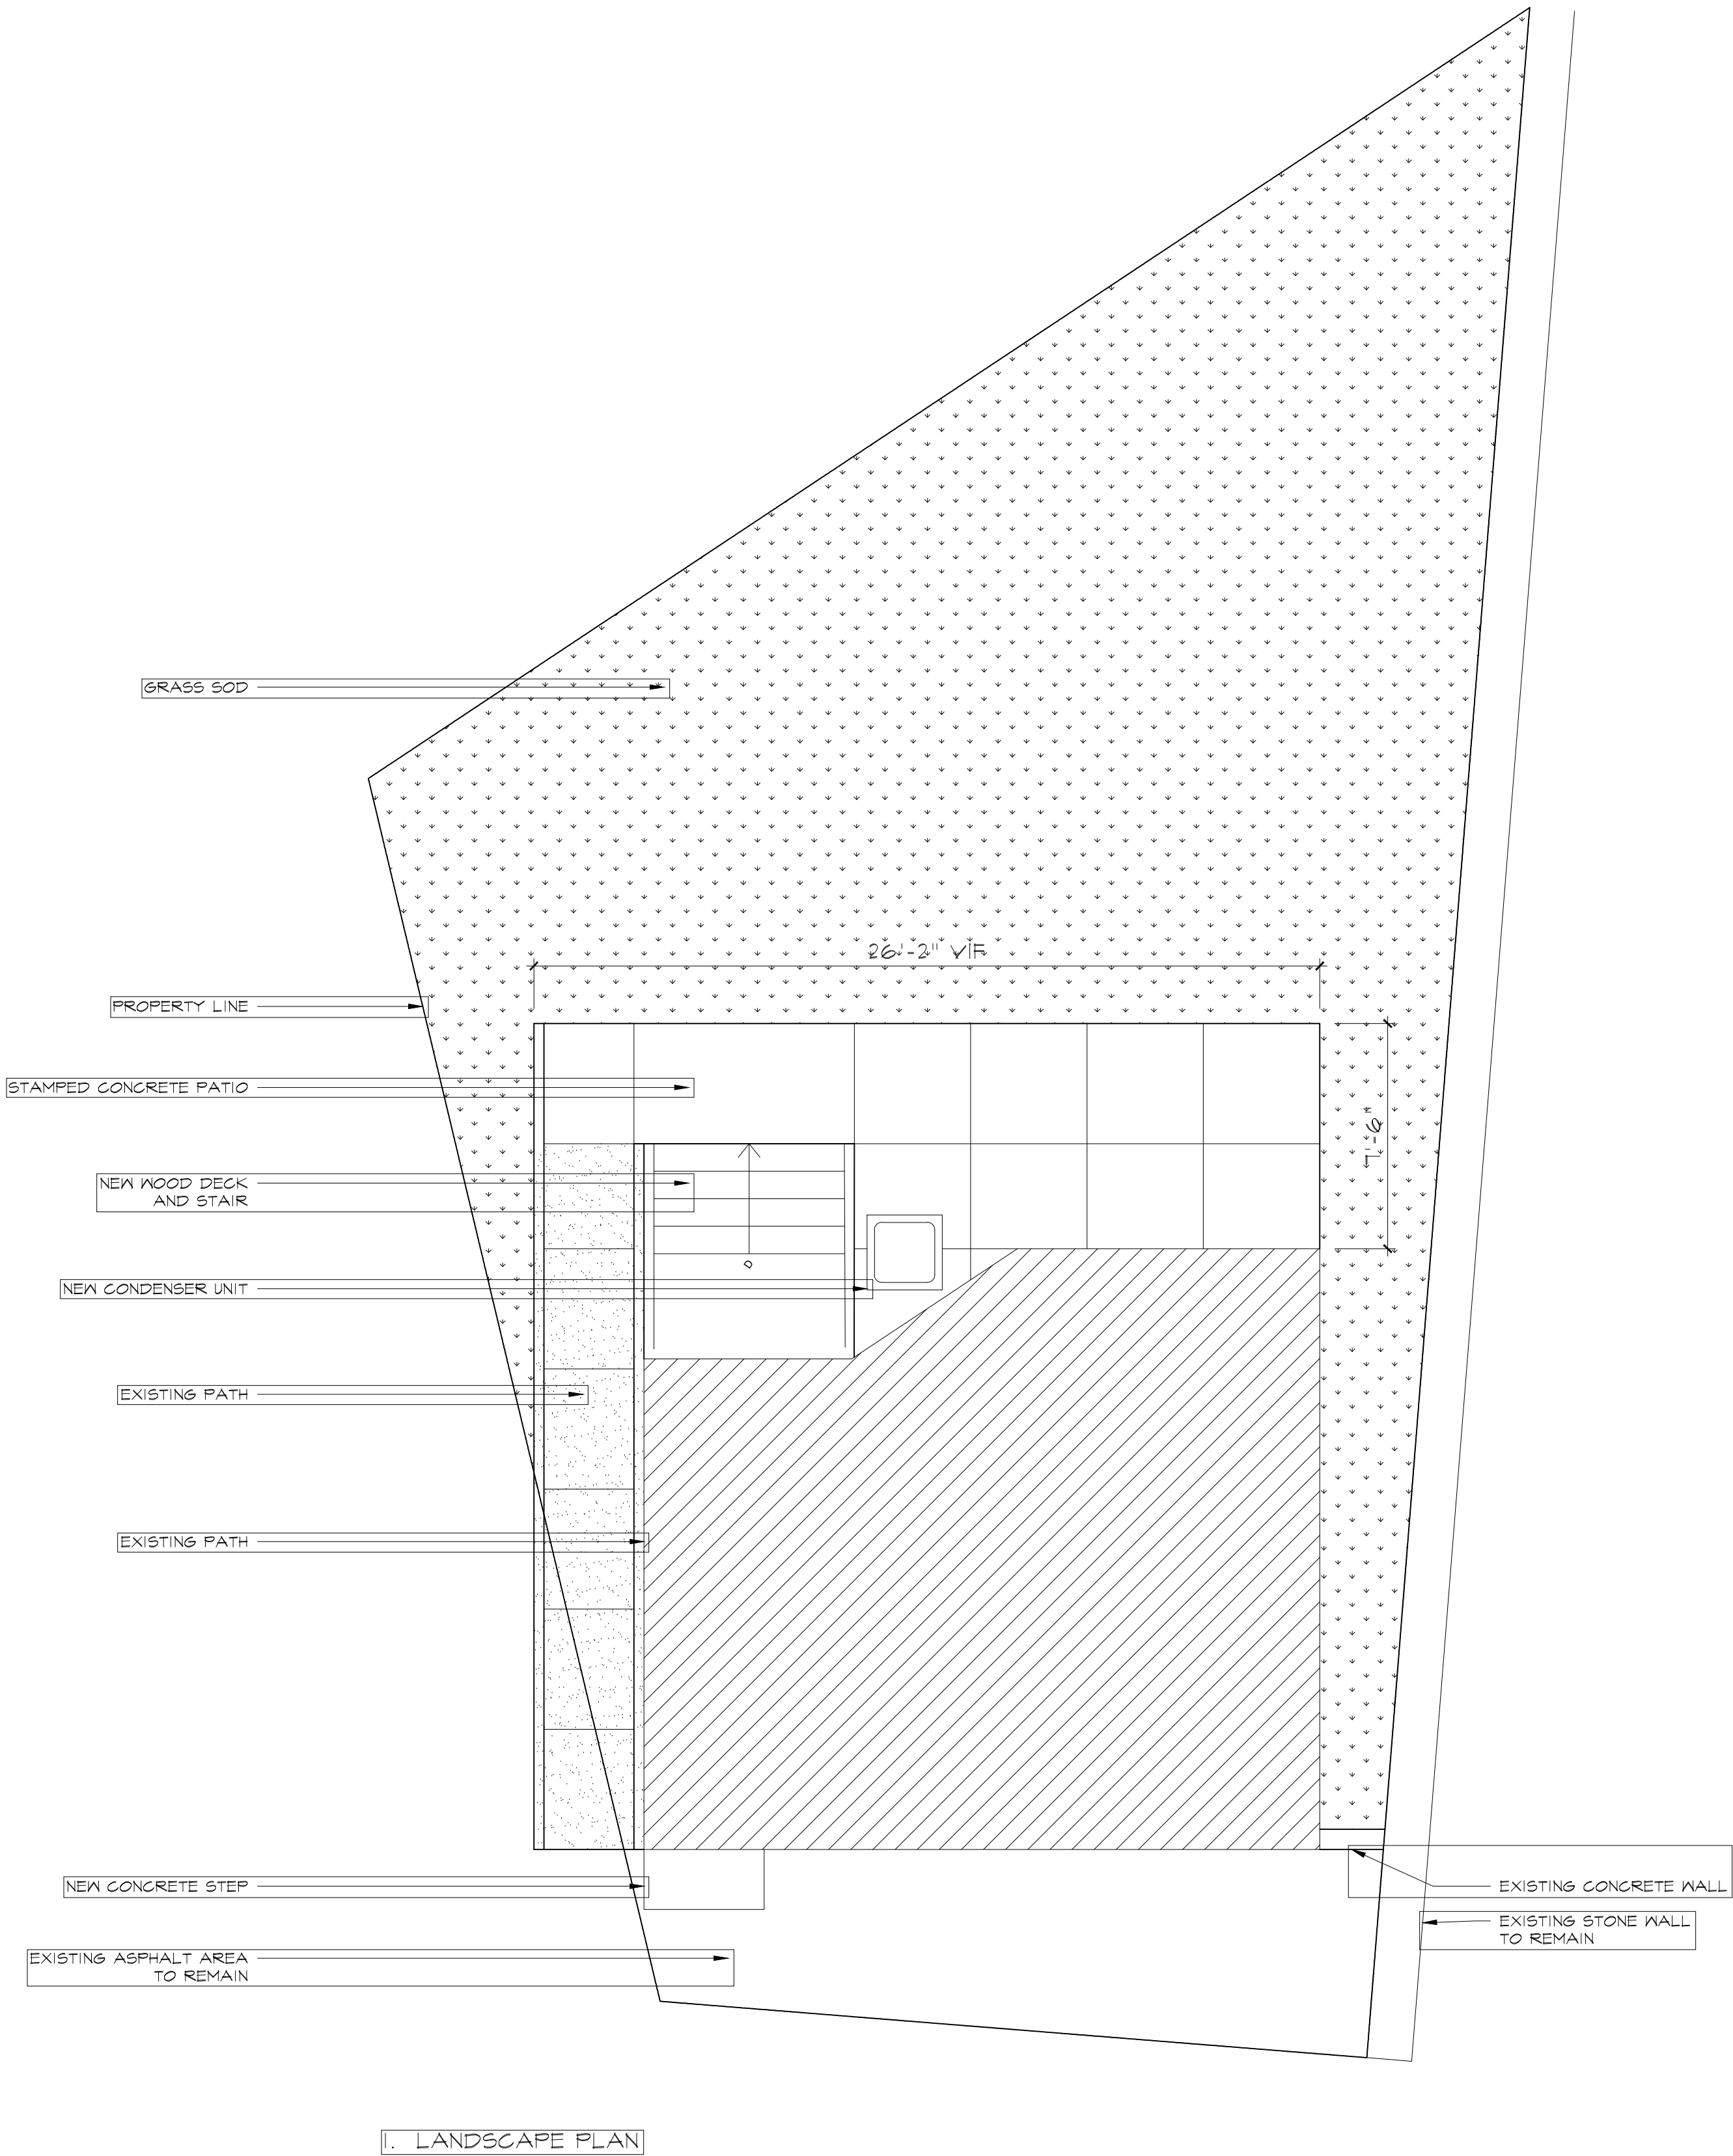 GRASS SOD
26'-2" VIF
PROPERTY LINE
STAMPED CONCRETE PATIO
7'-6"
NEW WOOD DECK
AND STAIR
D
NEW CONDENSER UNIT
EXISTING PATH
EXISTING PATH
NEW CONCRETE STEP
EXISTING CONCRETE WALL
EXISTING STONE WALL
TO REMAIN
EXISTING ASPHALT AREA
TO REMAIN
1. LANDSCAPE PLAN